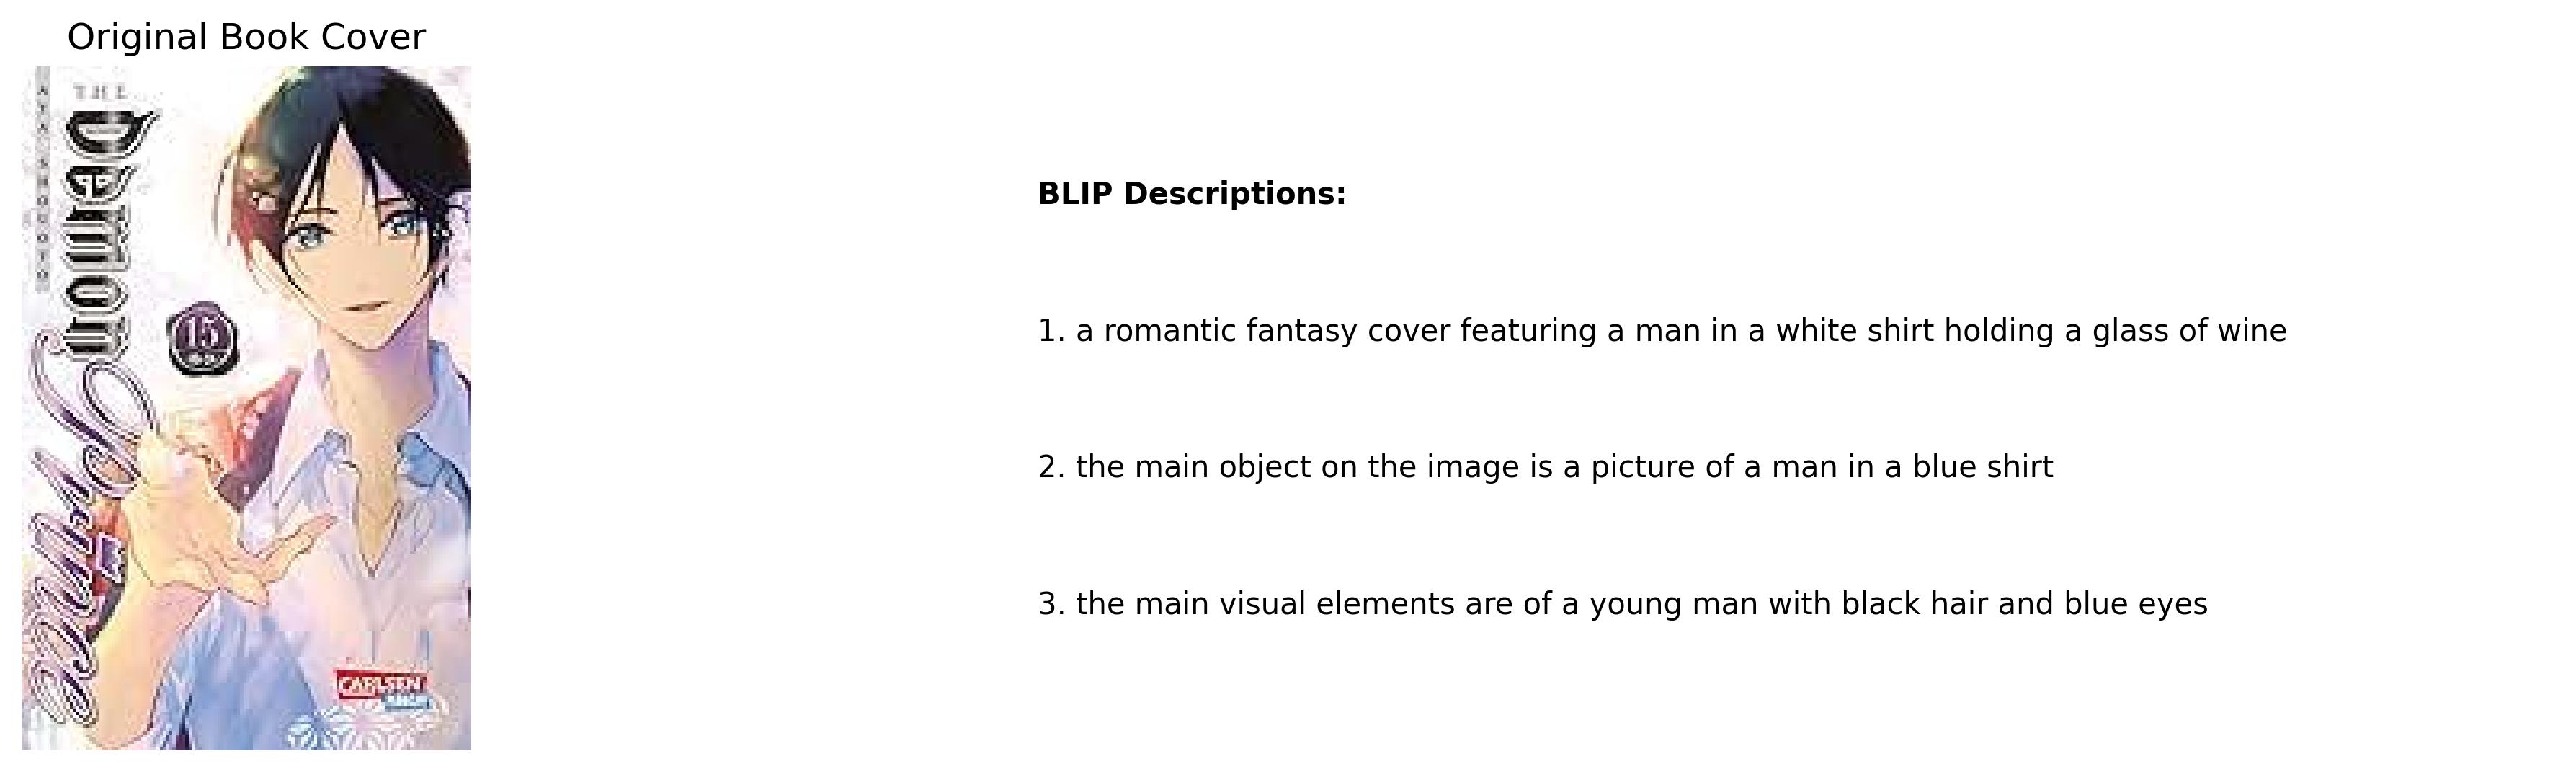 Original Book Cover
THE
Demon
Prince
AYA SHOUOTO
15
CARLSEN
MANGA!
BLIP Descriptions:
1. a romantic fantasy cover featuring a man in a white shirt holding a glass of wine
2. the main object on the image is a picture of a man in a blue shirt
3. the main visual elements are of a young man with black hair and blue eyes